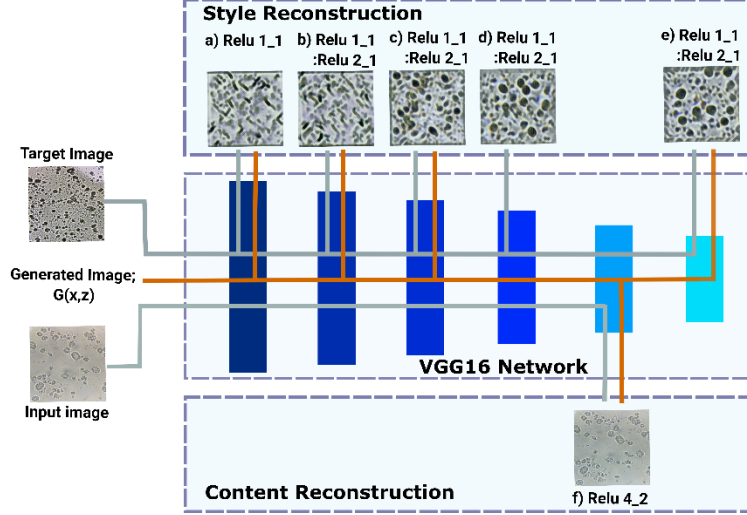 Style Reconstruction
a) Relu 1_1
b) Relu 1_1
:Relu 2_1
c) Relu 1_1
:Relu 2_1
d) Relu 1_1
:Relu 2_1
e) Relu 1_1
:Relu 2_1
Target Image
Generated Image;
G(x,z)
Input image
VGG16 Network
f) Relu 4_2
Content Reconstruction